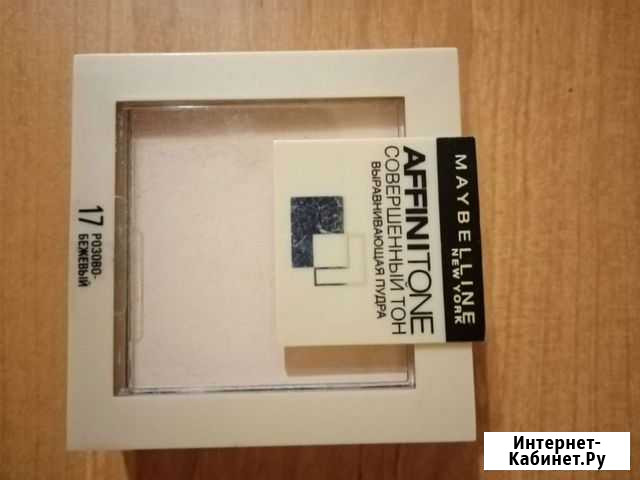 MAYBELLINE
NEW YORK
AFFINITONE
СОВЕРШЕННЫЙ ТОН
ВЫРАВНИВАЮЩАЯ ПУДРА
17 РОЗОВО-
БЕЖЕВЫЙ
Интернет-
Кабинет.Ру